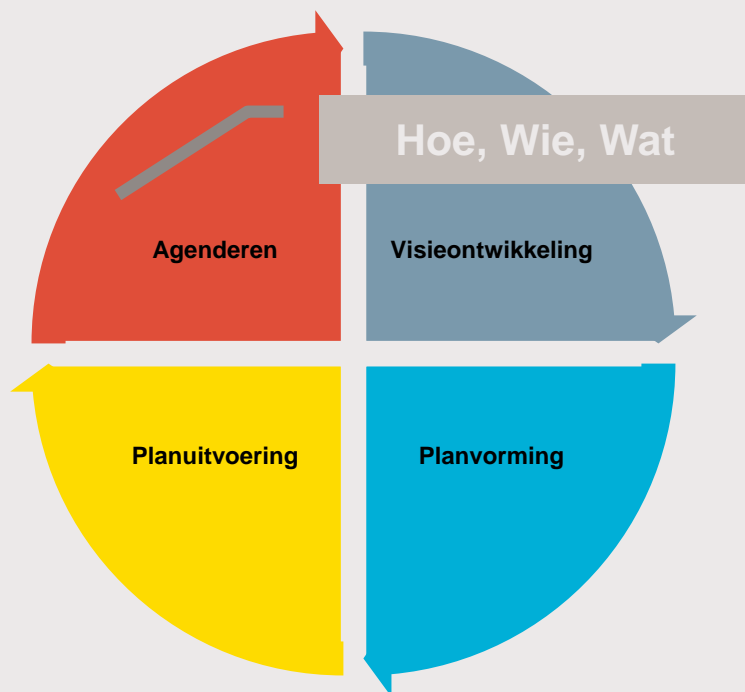 Hoe, Wie, Wat
Agenderen
Visieontwikkeling
Planuitvoering
Planvorming